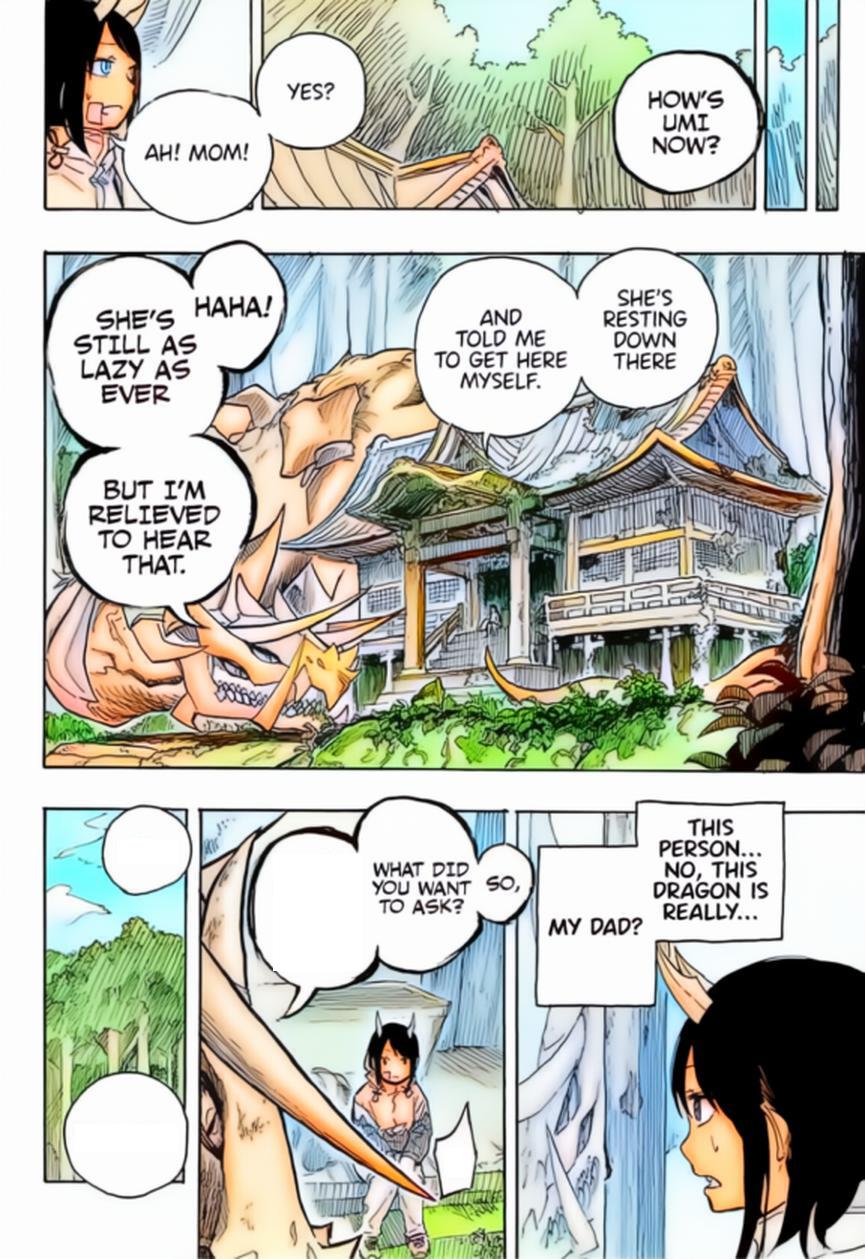 HOW'S
UMI
NOW?
YES?
AH! MOM!
SHE'S
RESTING
DOWN
THERE
AND
TOLD ME
TO GET HERE
MYSELF.
HAHA!
SHE'S
STILL AS
LAZY AS
EVER
BUT I'M
RELIEVED
TO HEAR
THAT.
THIS
PERSON...
NO, THIS
DRAGON IS
REALLY...
MY DAD?
SO,
WHAT DID
YOU WANT
TO ASK?